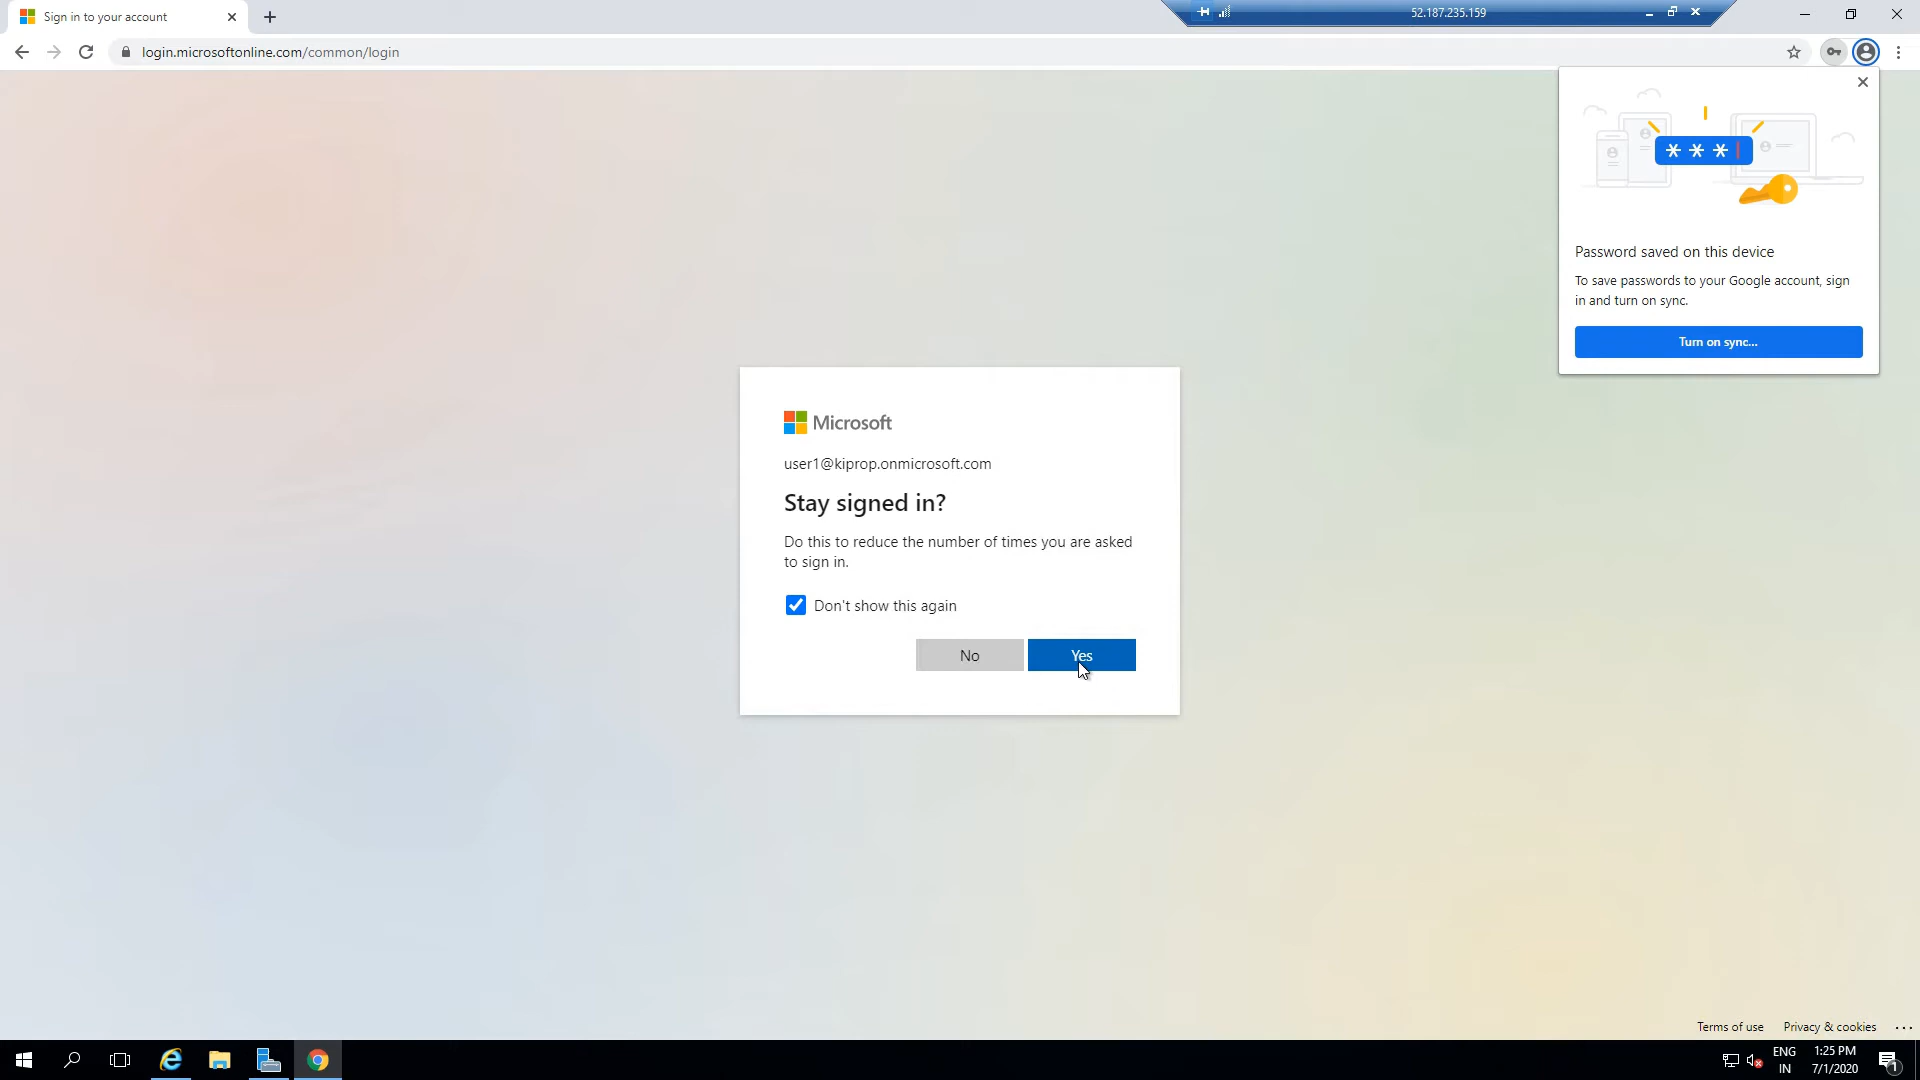 Sign in to your account
52.187.235.159
login.microsoftonline.com/common/login
Password saved on this device
To save passwords to your Google account, sign
in and turn on sync.
Turn on sync...
Microsoft
user1@kiprop.onmicrosoft.com
Stay signed in?
Do this to reduce the number of times you are asked
to sign in.
Don't show this again
No
Yes
Terms of use
Privacy & cookies
ENG
IN
1:25 PM
7/1/2020
1